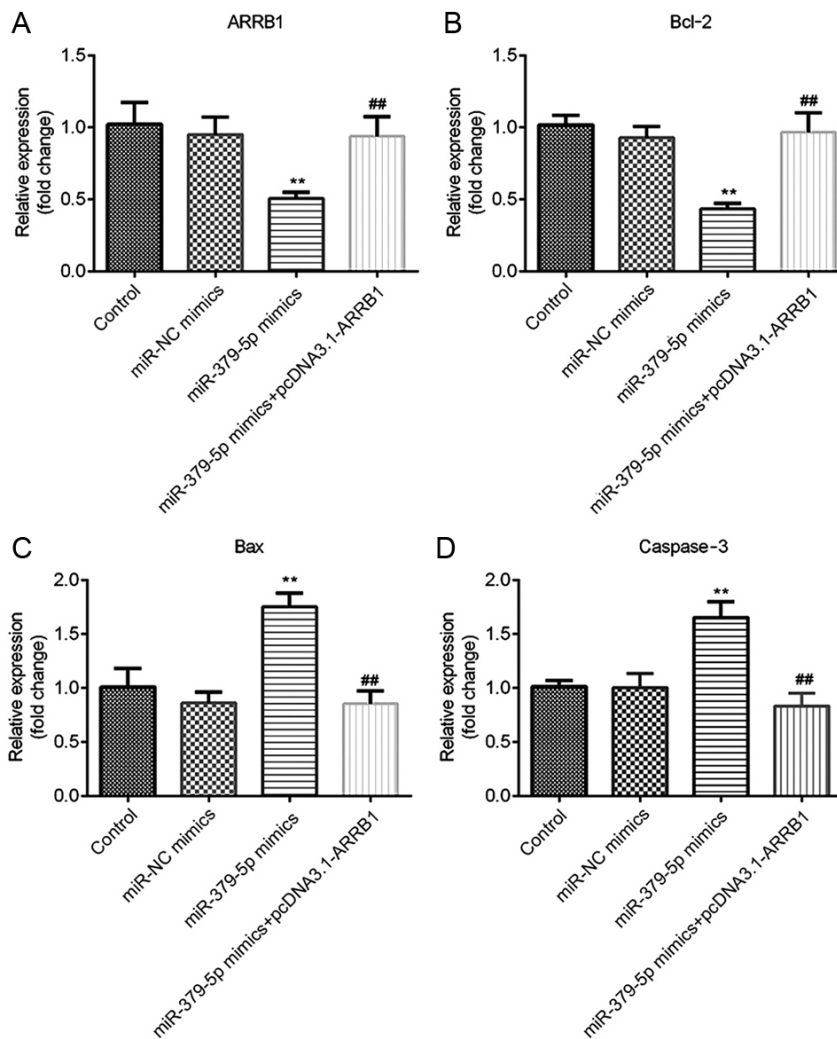 A
ARRB1
Relative expression
(fold change)
1.5
1.0
0.5
0.0
**
##
Control
miR-NC mimics
miR-379-5p mimics
miR-379-5p mimics+pcDNA3.1-ARRB1
B
Bcl-2
Relative expression
(fold change)
1.5
1.0
0.5
0.0
**
##
Control
miR-NC mimics
miR-379-5p mimics
miR-379-5p mimics+pcDNA3.1-ARRB1
C
Bax
Relative expression
(fold change)
2.0
1.5
1.0
0.5
0.0
**
##
Control
miR-NC mimics
miR-379-5p mimics
miR-379-5p mimics+pcDNA3.1-ARRB1
D
Caspase-3
Relative expression
(fold change)
2.0
1.5
1.0
0.5
0.0
**
##
Control
miR-NC mimics
miR-379-5p mimics
miR-379-5p mimics+pcDNA3.1-ARRB1